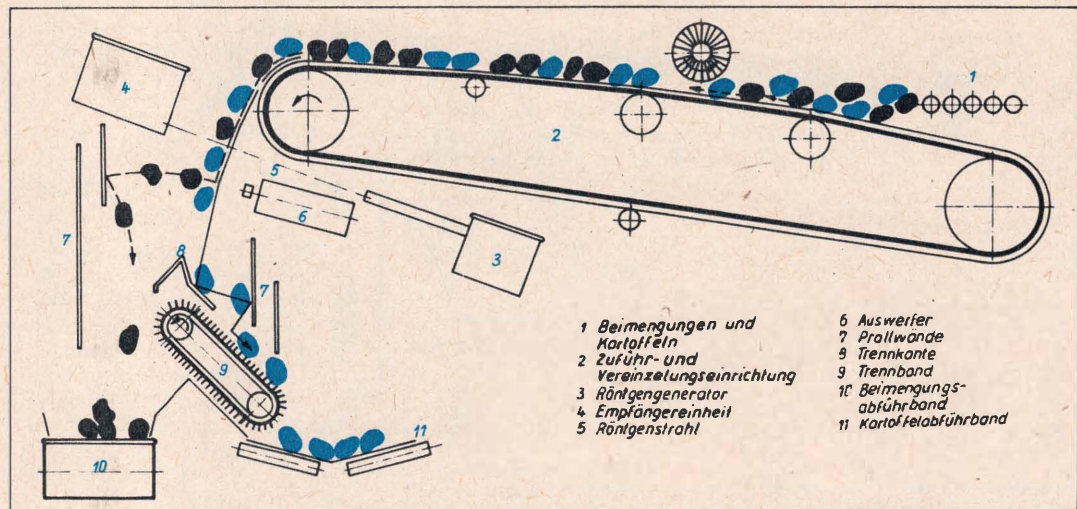 1
4
2
5
6
7
3
8
7
9
11
10
1 Beimengungen und
Kartoffeln
2 Zuführ- und
Vereinzelungseinrichtung
3 Röntgengenerator
4 Empfängereinheit
5 Röntgenstrahl
6 Auswerfer
7 Prallwände
8 Trennkante
9 Trennband
10 Beimengungs-
abführband
11 Kartoffelabführband